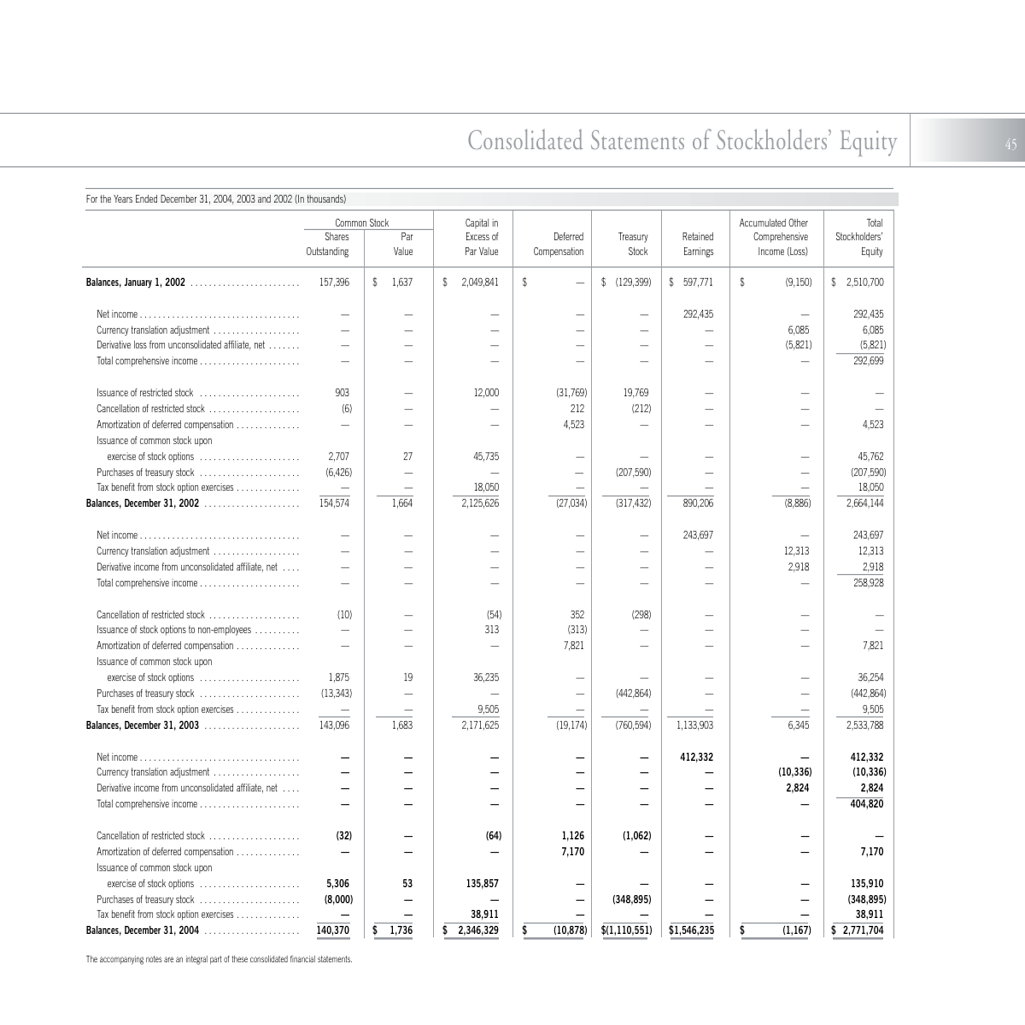 Consolidated Statements of Stockholders' Equity
45
For the Years Ended December 31, 2004, 2003 and 2002 (In thousands)
Common Stock Capital in Accumulated Other Total
Shares Par Excess of Deferred Treasury Retained Comprehensive Stockholders'
Outstanding Value Par Value Compensation Stock Earnings Income (Loss) Equity
Balances, January 1, 2002 ........................ 157,396 $ 1,637 $ 2,049,841 $ — $ (129,399) $ 597,771 $ (9,150) $ 2,510,700
Net income .................................. — — — — — 292,435 — 292,435
Currency translation adjustment ................... — — — — — — 6,085 6,085
Derivative loss from unconsolidated affiliate, net ....... — — — — — — (5,821) (5,821)
Total comprehensive income ...................... — — — — — — — 292,699
Issuance of restricted stock ...................... 903 — 12,000 (31,769) 19,769 — — —
Cancellation of restricted stock .................... (6) — — 212 (212) — — —
Amortization of deferred compensation .............. — — — 4,523 — — — 4,523
Issuance of common stock upon
exercise of stock options ...................... 2,707 27 45,735 — — — — 45,762
Purchases of treasury stock ...................... (6,426) — — — (207,590) — — (207,590)
Tax benefit from stock option exercises .............. — — 18,050 — — — — 18,050
Balances, December 31, 2002 ..................... 154,574 1,664 2,125,626 (27,034) (317,432) 890,206 (8,886) 2,664,144
Net income .................................. — — — — — 243,697 — 243,697
Currency translation adjustment ................... — — — — — — 12,313 12,313
Derivative income from unconsolidated affiliate, net .... — — — — — — 2,918 2,918
Total comprehensive income ...................... — — — — — — — 258,928
Cancellation of restricted stock .................... (10) — (54) 352 (298) — — —
Issuance of stock options to non-employees .......... — — 313 (313) — — — —
Amortization of deferred compensation .............. — — — 7,821 — — — 7,821
Issuance of common stock upon
exercise of stock options ...................... 1,875 19 36,235 — — — — 36,254
Purchases of treasury stock ...................... (13,343) — — — (442,864) — — (442,864)
Tax benefit from stock option exercises .............. — — 9,505 — — — — 9,505
Balances, December 31, 2003 ..................... 143,096 1,683 2,171,625 (19,174) (760,594) 1,133,903 6,345 2,533,788
Net income .................................. — — — — — 412,332 — 412,332
Currency translation adjustment ................... — — — — — — (10,336) (10,336)
Derivative income from unconsolidated affiliate, net .... — — — — — — 2,824 2,824
Total comprehensive income ...................... — — — — — — — 404,820
Cancellation of restricted stock .................... (32) — (64) 1,126 (1,062) — — —
Amortization of deferred compensation .............. — — — 7,170 — — — 7,170
Issuance of common stock upon
exercise of stock options ...................... 5,306 53 135,857 — — — — 135,910
Purchases of treasury stock ...................... (8,000) — — — (348,895) — — (348,895)
Tax benefit from stock option exercises .............. — — 38,911 — — — — 38,911
Balances, December 31, 2004 ..................... 140,370 $ 1,736 $ 2,346,329 $ (10,878) $(1,110,551) $1,546,235 $ (1,167) $ 2,771,704
The accompanying notes are an integral part of these consolidated financial statements.